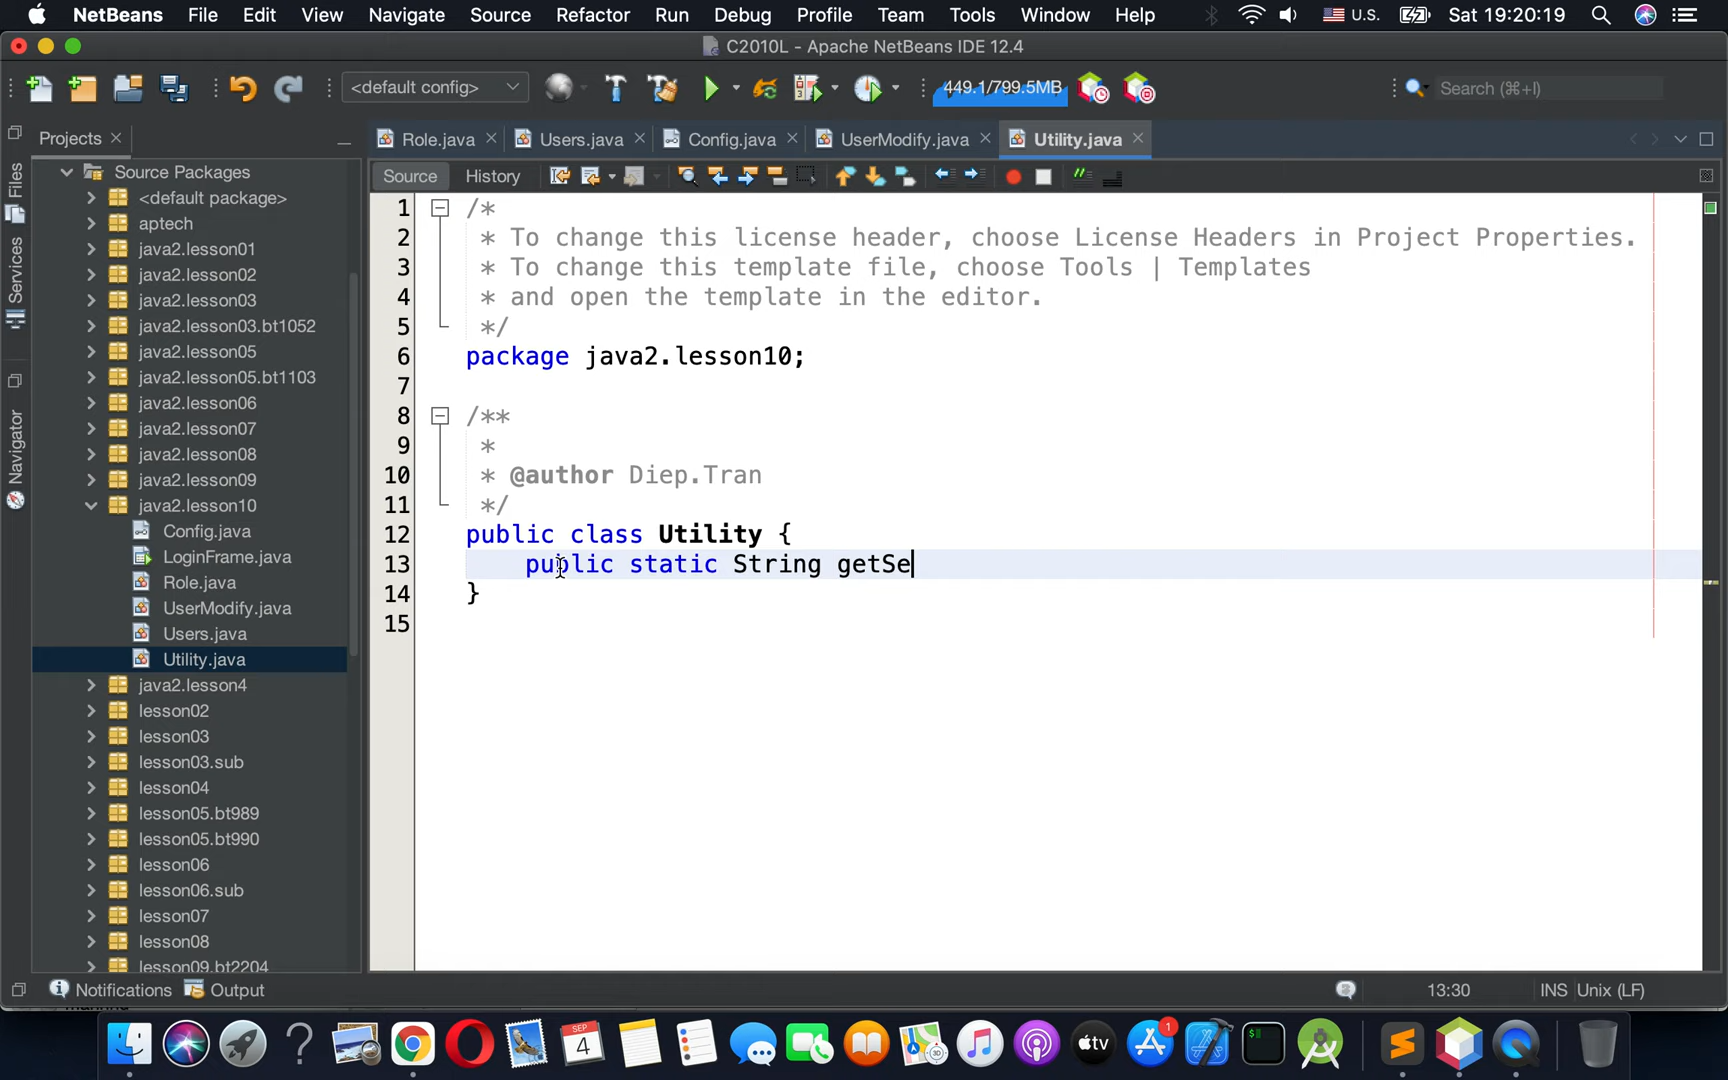 NetBeans File Edit View Navigate Source Refactor Run Debug Profile Team Tools Window Help U.S. Sat 19:20:19
C2010L - Apache NetBeans IDE 12.4
<default config> 449.1/799.5MB Search (⌘+I)
Projects
Role.java Users.java Config.java UserModify.java Utility.java
Source History
Files
Services
Navigator
Source Packages
<default package>
aptech
java2.lesson01
java2.lesson02
java2.lesson03
java2.lesson03.bt1052
java2.lesson05
java2.lesson05.bt1103
java2.lesson06
java2.lesson07
java2.lesson08
java2.lesson09
java2.lesson10
Config.java
LoginFrame.java
Role.java
UserModify.java
Users.java
Utility.java
java2.lesson4
lesson02
lesson03
lesson03.sub
lesson04
lesson05.bt989
lesson05.bt990
lesson06
lesson06.sub
lesson07
lesson08
lesson09.bt2204
1 /*
2 * To change this license header, choose License Headers in Project Properties.
3 * To change this template file, choose Tools | Templates
4 * and open the template in the editor.
5 */
6 package java2.lesson10;
7
8 /**
9 *
10 * @author Diep.Tran
11 */
12 public class Utility {
13 public static String getSe
14 }
15
Notifications Output 13:30 INS Unix (LF)
SEP
4
tv
1